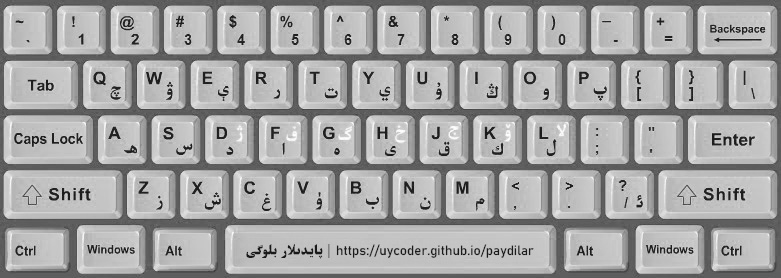 ~ ` ! 1 @ 2 # 3 $ 4 % 5 ^ 6 & 7 * 8 ( 9 ) 0 _ - + = Backspace
Tab Q چ W ۋ E ې R ر T ت Y ي U ۇ I ڭ O و P پ { [ } ] | \
Caps Lock A ھ S س D ژ د F ف ا G گ ە H خ ى J ج ق K ۆ ك L لا ل : ; " ' Enter
Shift Z ز X ش C غ V ۈ B ب N ن M م < , > . ? / ئ Shift
Ctrl Windows Alt پايدىلار بلوگى | https://uycoder.github.io/paydilar Alt Windows Ctrl